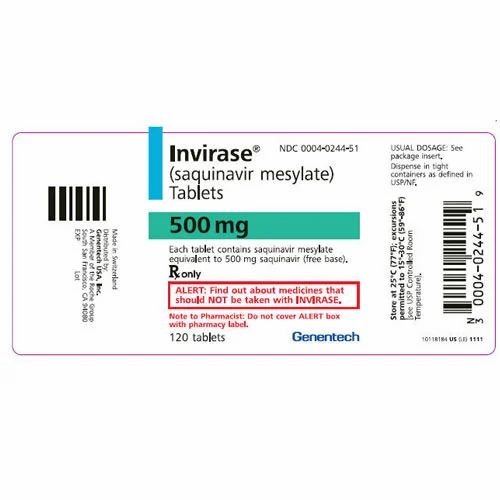 Made in Switzerland
Distributed by:
Genentech USA, Inc.
A Member of the Roche Group
South San Francisco, CA 94080
Lot
EXP
Invirase® NDC 0004-0244-51
(saquinavir mesylate)
Tablets
500 mg
Each tablet contains saquinavir mesylate
equivalent to 500 mg saquinavir (free base).
Rx only
ALERT: Find out about medicines that
should NOT be taken with INVIRASE.
Note to Pharmacist: Do not cover ALERT box
with pharmacy label.
120 tablets
Genentech
USUAL DOSAGE: See
package insert.
Dispense in tight
containers as defined in
USP/NF.
Store at 25°C (77°F); excursions
permitted to 15°-30°C (59°-86°F)
[see USP Controlled Room
Temperature].
N 3 0004-0244-51 9
10118184 US 1111